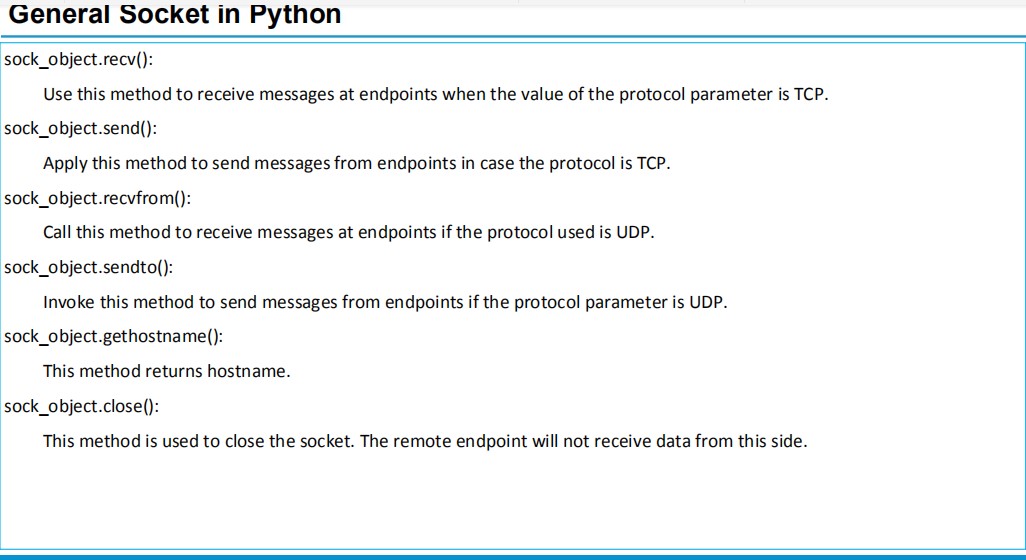 General Socket in Python
sock_object.recv():
Use this method to receive messages at endpoints when the value of the protocol parameter is TCP.
sock_object.send():
Apply this method to send messages from endpoints in case the protocol is TCP.
sock_object.recvfrom():
Call this method to receive messages at endpoints if the protocol used is UDP.
sock_object.sendto():
Invoke this method to send messages from endpoints if the protocol parameter is UDP.
sock_object.gethostname():
This method returns hostname.
sock_object.close():
This method is used to close the socket. The remote endpoint will not receive data from this side.